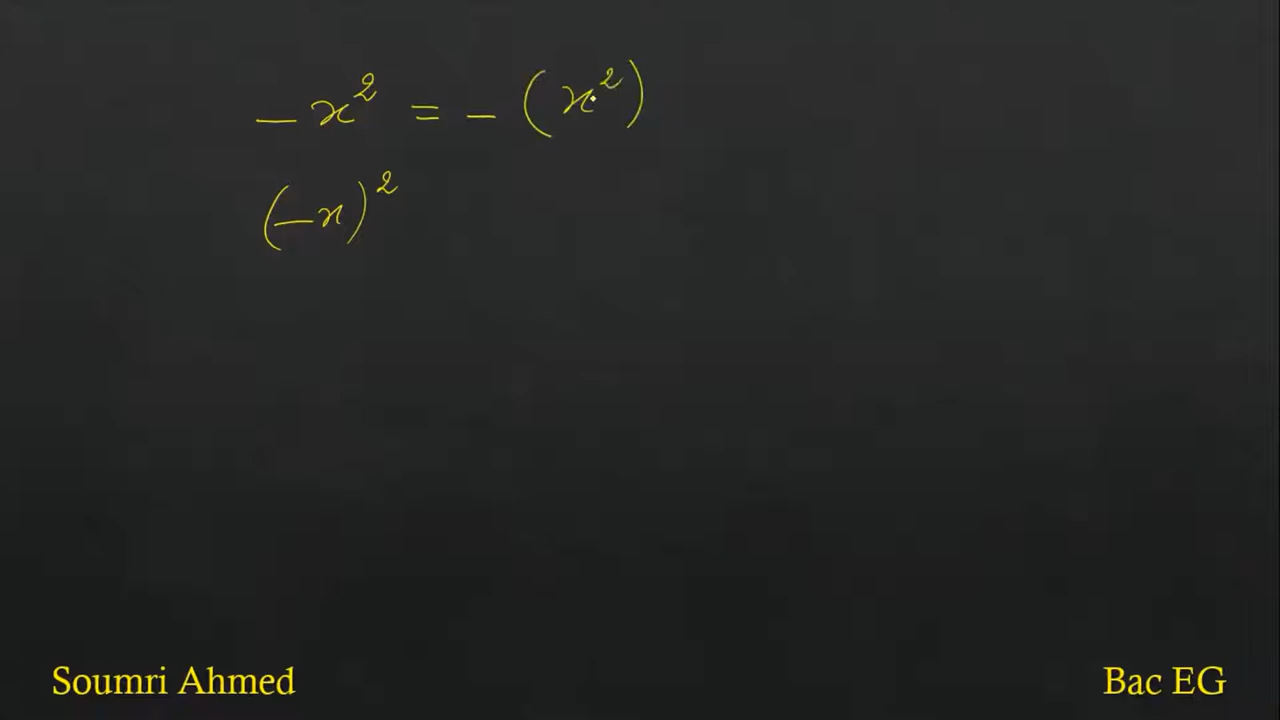 -x² = -(x²)
(-x)²
Soumri Ahmed
Bac EG